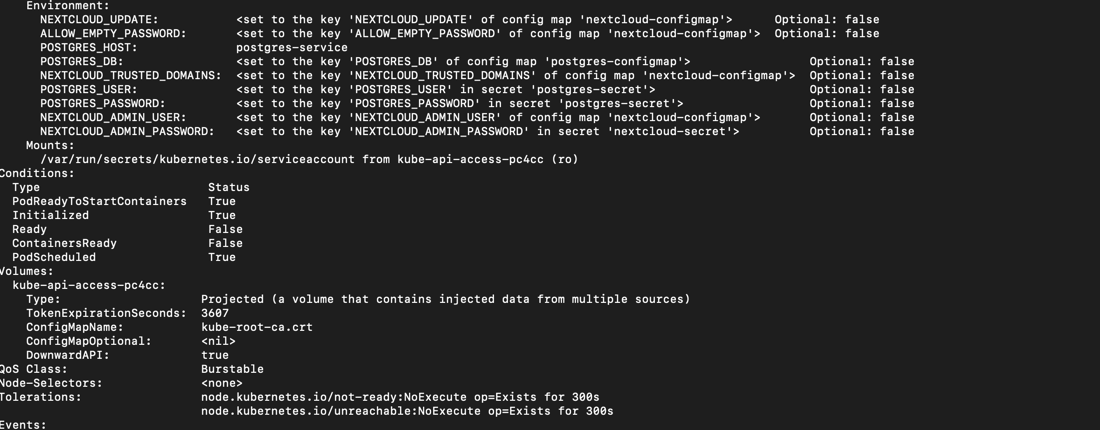 Environment:
NEXTCLOUD_UPDATE: <set to the key 'NEXTCLOUD_UPDATE' of config map 'nextcloud-configmap'> Optional: false
ALLOW_EMPTY_PASSWORD: <set to the key 'ALLOW_EMPTY_PASSWORD' of config map 'nextcloud-configmap'> Optional: false
POSTGRES_HOST: postgres-service
POSTGRES_DB: <set to the key 'POSTGRES_DB' of config map 'postgres-configmap'> Optional: false
NEXTCLOUD_TRUSTED_DOMAINS: <set to the key 'NEXTCLOUD_TRUSTED_DOMAINS' of config map 'nextcloud-configmap'> Optional: false
POSTGRES_USER: <set to the key 'POSTGRES_USER' in secret 'postgres-secret'> Optional: false
POSTGRES_PASSWORD: <set to the key 'POSTGRES_PASSWORD' in secret 'postgres-secret'> Optional: false
NEXTCLOUD_ADMIN_USER: <set to the key 'NEXTCLOUD_ADMIN_USER' of config map 'nextcloud-configmap'> Optional: false
NEXTCLOUD_ADMIN_PASSWORD: <set to the key 'NEXTCLOUD_ADMIN_PASSWORD' in secret 'nextcloud-secret'> Optional: false
Mounts:
/var/run/secrets/kubernetes.io/serviceaccount from kube-api-access-pc4cc (ro)
Conditions:
Type Status
PodReadyToStartContainers True
Initialized True
Ready False
ContainersReady False
PodScheduled True
Volumes:
kube-api-access-pc4cc:
Type: Projected (a volume that contains injected data from multiple sources)
TokenExpirationSeconds: 3607
ConfigMapName: kube-root-ca.crt
ConfigMapOptional: <nil>
DownwardAPI: true
QoS Class: Burstable
Node-Selectors: <none>
Tolerations: node.kubernetes.io/not-ready:NoExecute op=Exists for 300s
node.kubernetes.io/unreachable:NoExecute op=Exists for 300s
Events: